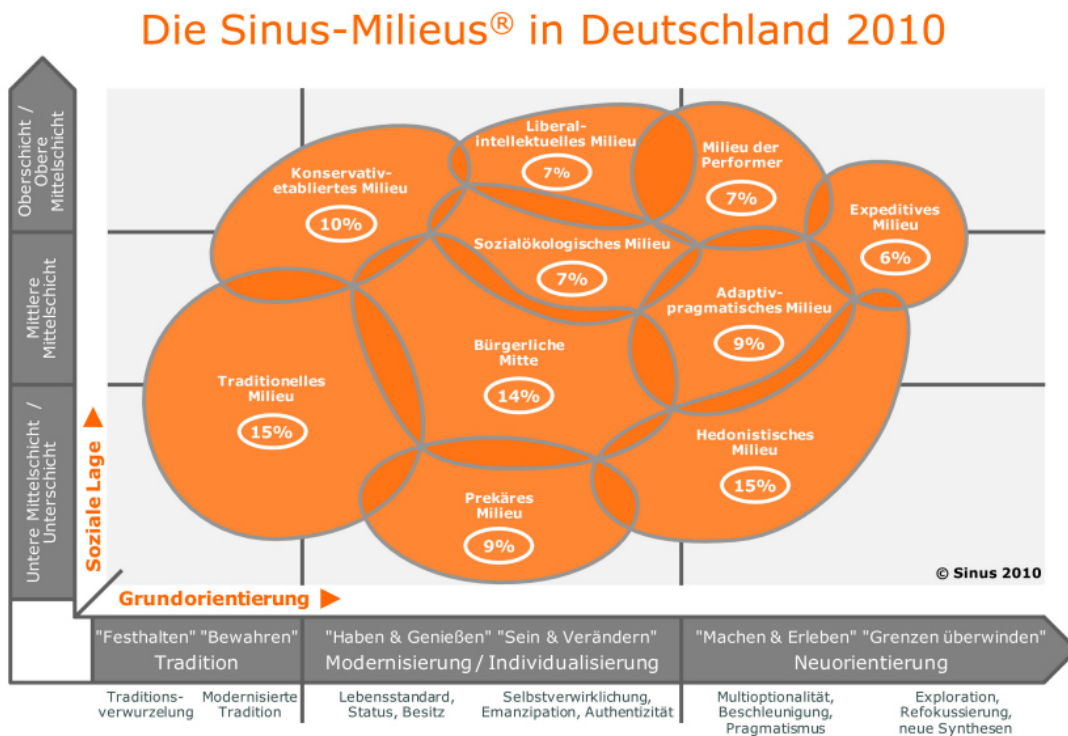 Die Sinus-Milieus® in Deutschland 2010
Oberschicht /
Obere
Mittelschicht
Mittlere
Mittelschicht
Untere Mittelschicht /
Unterschicht
Soziale Lage
Konservativ-
etabliertes Milieu
10%
Liberal-
intellektuelles Milieu
7%
Milieu der
Performer
7%
Expeditives
Milieu
6%
Sozialökologisches Milieu
7%
Adaptiv-
pragmatisches Milieu
9%
Bürgerliche
Mitte
14%
Traditionelles
Milieu
15%
Hedonistisches
Milieu
15%
Prekäres
Milieu
9%
© Sinus 2010
Grundorientierung
"Festhalten" "Bewahren"
Tradition
"Haben & Genießen" "Sein & Verändern"
Modernisierung / Individualisierung
"Machen & Erleben" "Grenzen überwinden"
Neuorientierung
Traditions-
verwurzelung
Modernisierte
Tradition
Lebensstandard,
Status, Besitz
Selbstverwirklichung,
Emanzipation, Authentizität
Multioptionalität,
Beschleunigung,
Pragmatismus
Exploration,
Refokussierung,
neue Synthesen